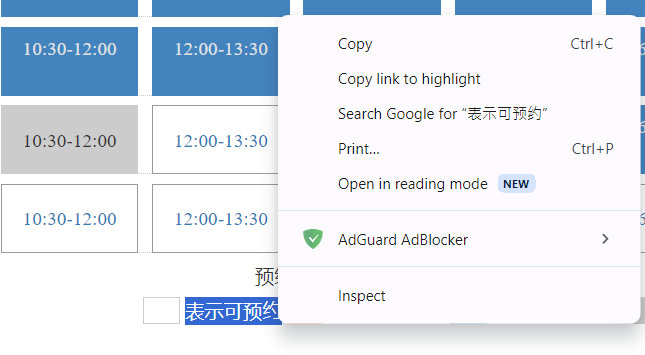 10:30-12:00 12:00-13:30
10:30-12:00 12:00-13:30
10:30-12:00 12:00-13:30
Copy Ctrl+C
Copy link to highlight
Search Google for “表示可预约”
Print... Ctrl+P
Open in reading mode NEW
AdGuard AdBlocker
Inspect
预
表示可预约